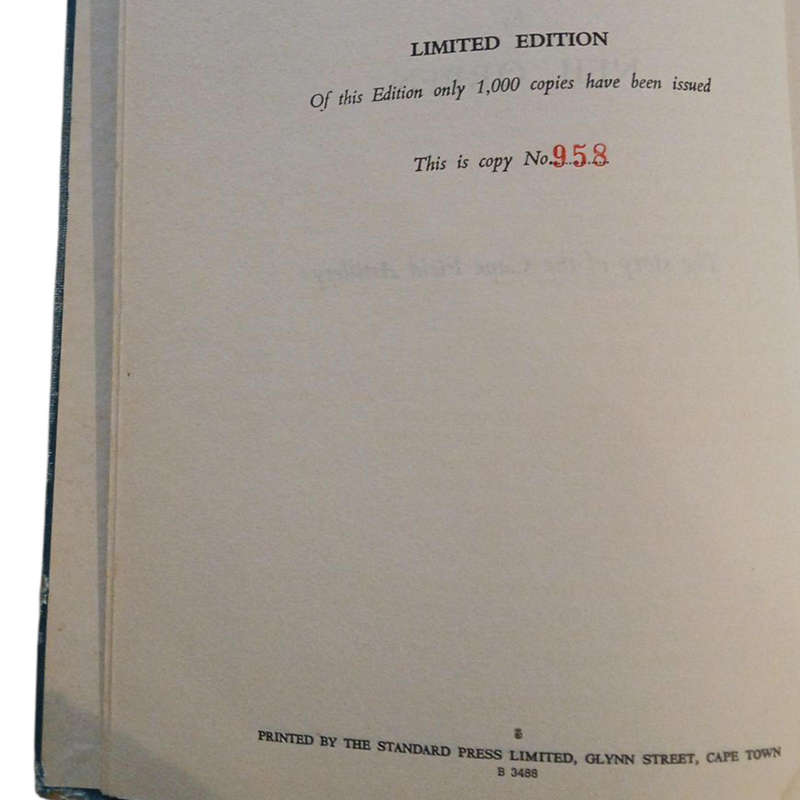 LIMITED EDITION
Of this Edition only 1,000 copies have been issued
This is copy No. 958
PRINTED BY THE STANDARD PRESS LIMITED, GLYNN STREET, CAPE TOWN
B 3488